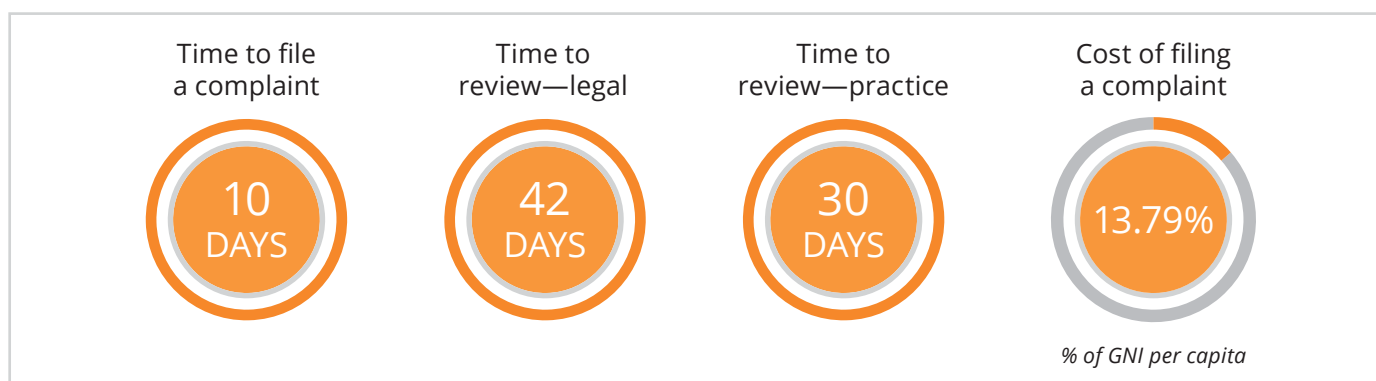 Time to file
a complaint
10
DAYS
Time to
review—legal
42
DAYS
Time to
review—practice
30
DAYS
Cost of filing
a complaint
13.79%
% of GNI per capita